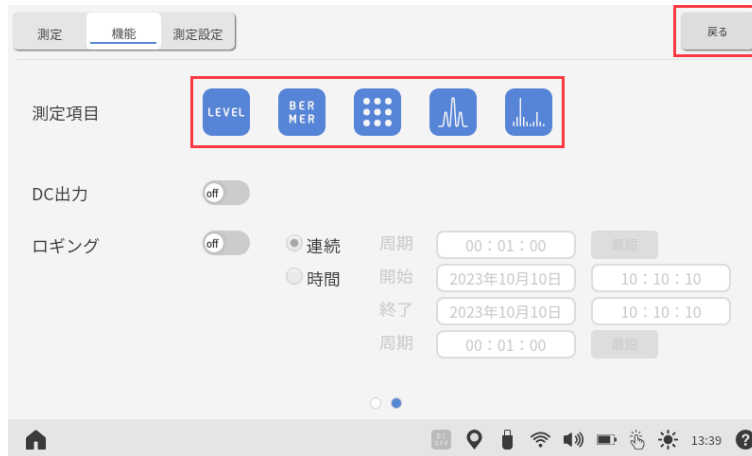 測定 機能 測定設定 戻る
測定項目 LEVEL BER MER
DC出力 off
ロギング off 連続 周期 00：01：00 最短
時間 開始 2023年10月10日 10：10：10
終了 2023年10月10日 10：10：10
周期 00：01：00 最短
DC OFF 13:39 ?